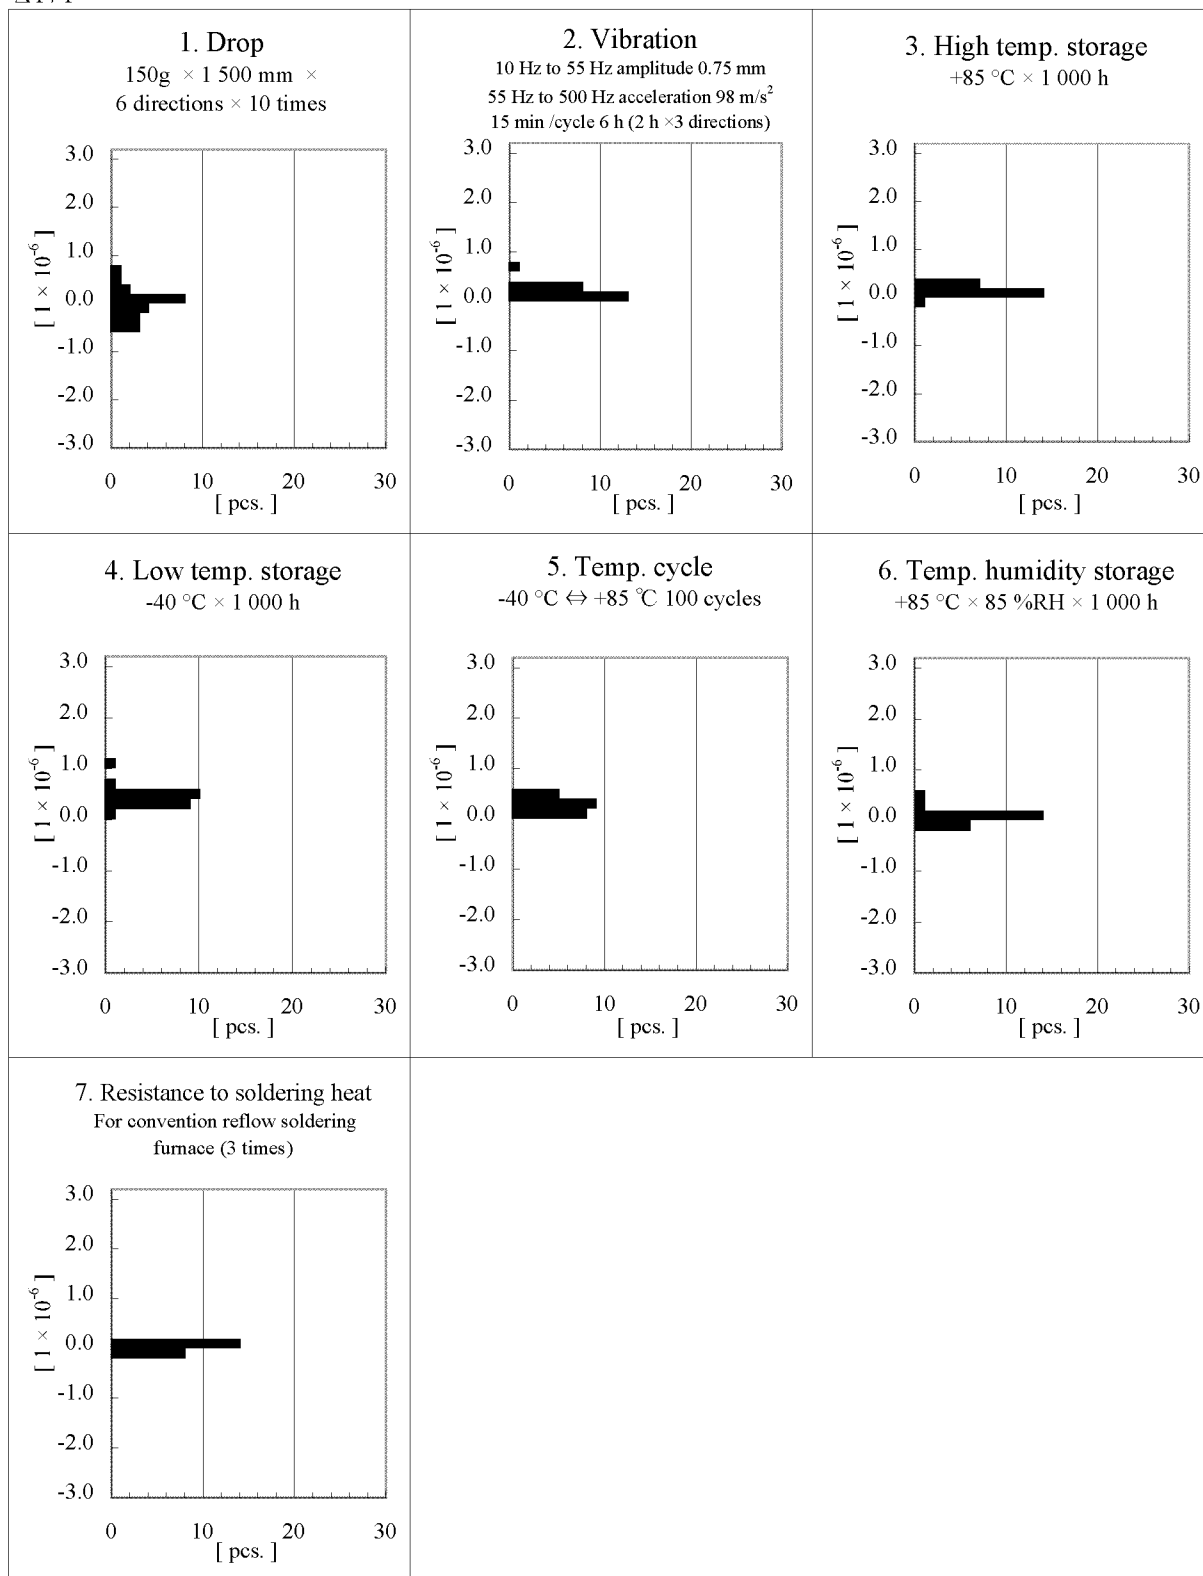 1. Drop
150g × 1 500 mm ×
6 directions × 10 times
3.0
2.0
1.0
0.0
-1.0
-2.0
-3.0
[ 1 × 10⁻⁶ ]
0 10 20 30
[ pcs. ]
2. Vibration
10 Hz to 55 Hz amplitude 0.75 mm
55 Hz to 500 Hz acceleration 98 m/s²
15 min /cycle 6 h (2 h ×3 directions)
3.0
2.0
1.0
0.0
-1.0
-2.0
-3.0
[ 1 × 10⁻⁶ ]
0 10 20 30
[ pcs. ]
3. High temp. storage
+85 °C × 1 000 h
3.0
2.0
1.0
0.0
-1.0
-2.0
-3.0
[ 1 × 10⁻⁶ ]
0 10 20 30
[ pcs. ]
4. Low temp. storage
-40 °C × 1 000 h
3.0
2.0
1.0
0.0
-1.0
-2.0
-3.0
[ 1 × 10⁻⁶ ]
0 10 20 30
[ pcs. ]
5. Temp. cycle
-40 °C ⇔ +85 ℃ 100 cycles
3.0
2.0
1.0
0.0
-1.0
-2.0
-3.0
[ 1 × 10⁻⁶ ]
0 10 20 30
[ pcs. ]
6. Temp. humidity storage
+85 °C × 85 %RH × 1 000 h
3.0
2.0
1.0
0.0
-1.0
-2.0
-3.0
[ 1 × 10⁻⁶ ]
0 10 20 30
[ pcs. ]
7. Resistance to soldering heat
For convention reflow soldering
furnace (3 times)
3.0
2.0
1.0
0.0
-1.0
-2.0
-3.0
[ 1 × 10⁻⁶ ]
0 10 20 30
[ pcs. ]